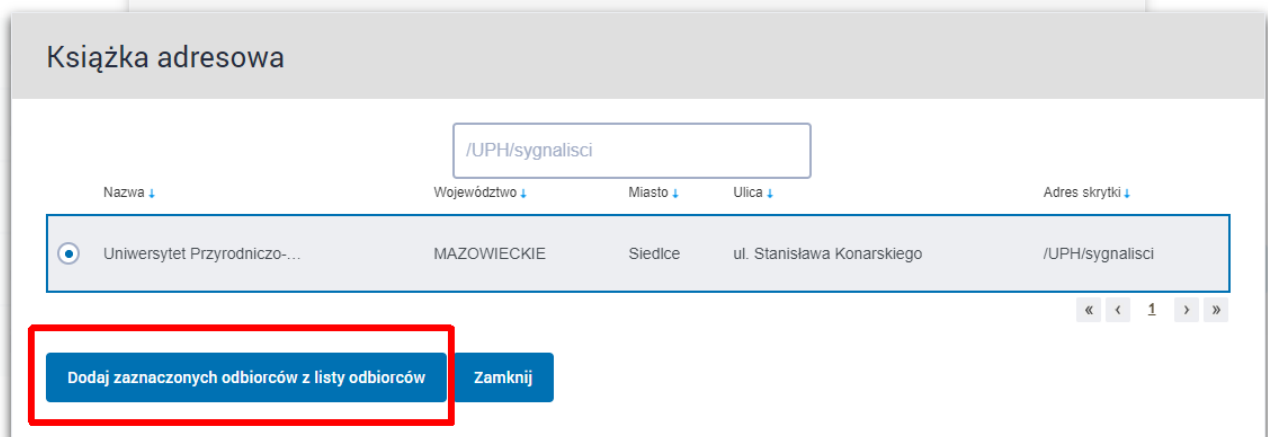 Książka adresowa
/UPH/sygnalisci
Nazwa ↓ Województwo ↓ Miasto ↓ Ulica ↓ Adres skrytki ↓
Uniwersytet Przyrodniczo-... MAZOWIECKIE Siedlce ul. Stanisława Konarskiego /UPH/sygnalisci
« ‹ 1 › »
Dodaj zaznaczonych odbiorców z listy odbiorców Zamknij